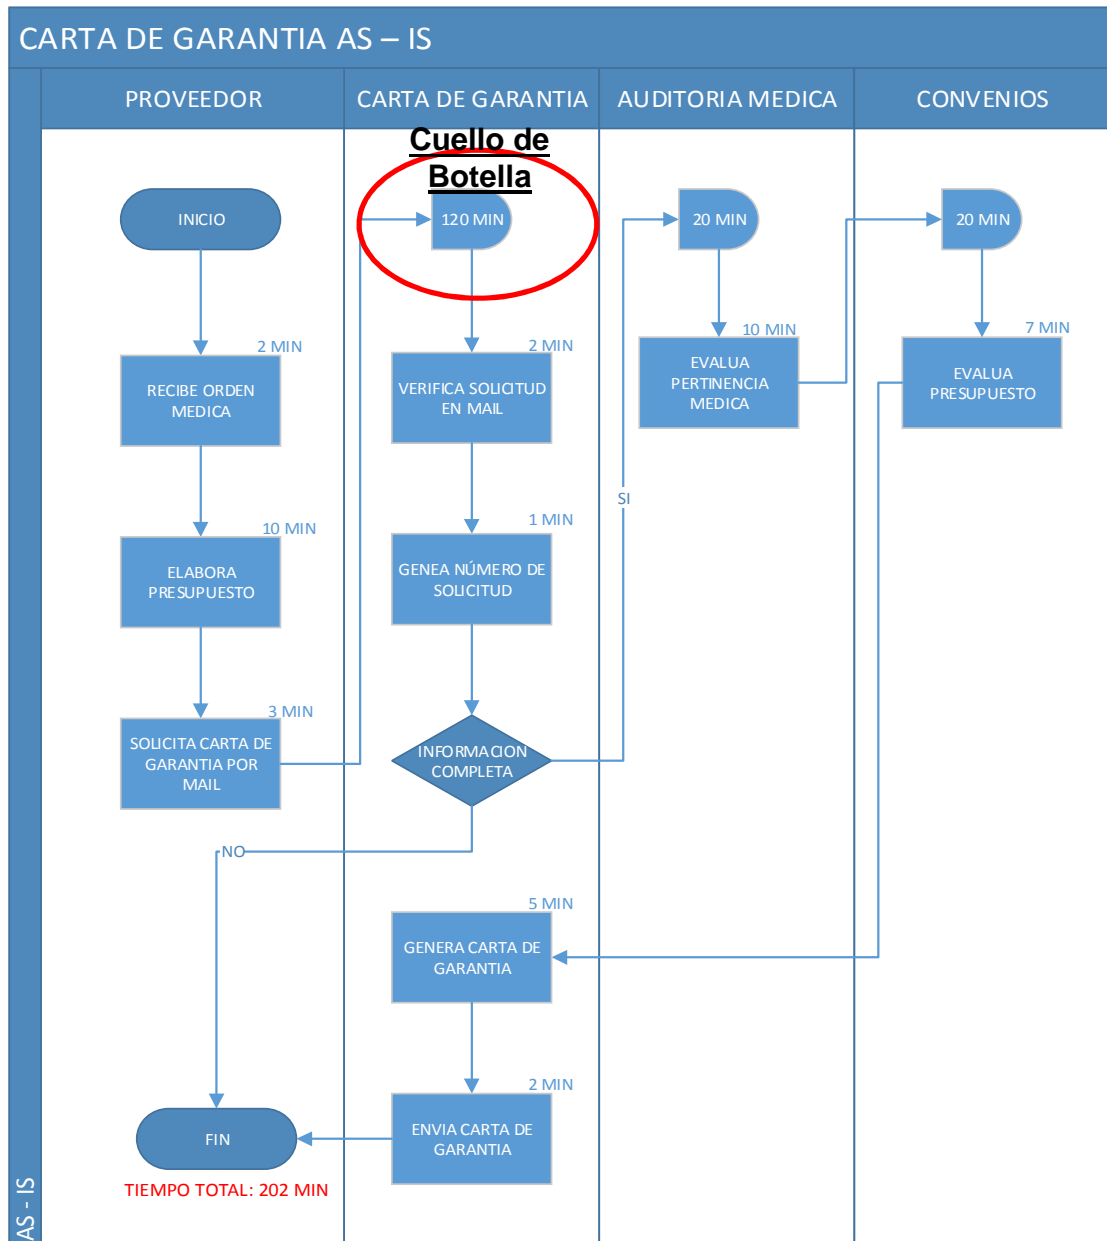 CARTA DE GARANTIA AS – IS
PROVEEDOR
CARTA DE GARANTIA
AUDITORIA MEDICA
CONVENIOS
Cuello de
Botella
INICIO
120 MIN
20 MIN
20 MIN
2 MIN
RECIBE ORDEN
MEDICA
2 MIN
VERIFICA SOLICITUD
EN MAIL
10 MIN
EVALUA
PERTINENCIA
MEDICA
7 MIN
EVALUA
PRESUPUESTO
SI
10 MIN
ELABORA
PRESUPUESTO
1 MIN
GENEA NÚMERO DE
SOLICITUD
3 MIN
SOLICITA CARTA DE
GARANTIA POR
MAIL
INFORMACION
COMPLETA
NO
5 MIN
GENERA CARTA DE
GARANTIA
2 MIN
ENVIA CARTA DE
GARANTIA
FIN
TIEMPO TOTAL: 202 MIN
AS - IS